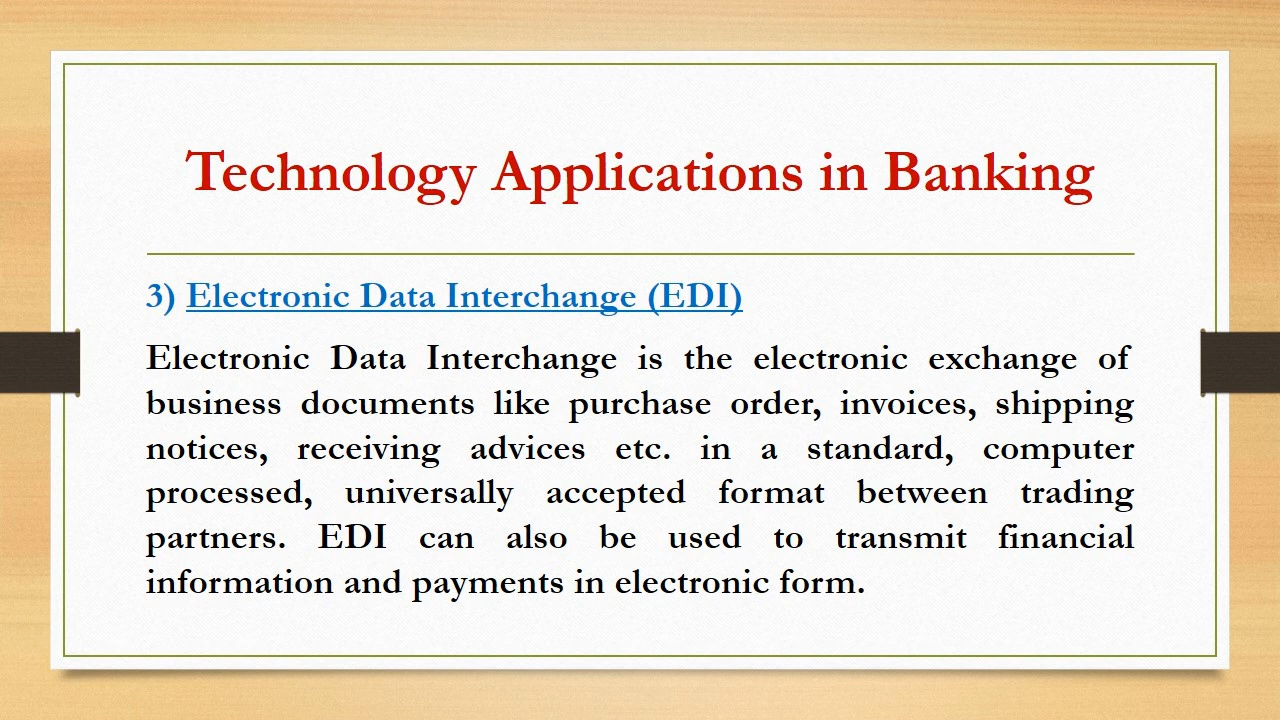 Technology Applications in Banking
3) Electronic Data Interchange (EDI)
Electronic Data Interchange is the electronic exchange of
business documents like purchase order, invoices, shipping
notices, receiving advices etc. in a standard, computer
processed, universally accepted format between trading
partners. EDI can also be used to transmit financial
information and payments in electronic form.